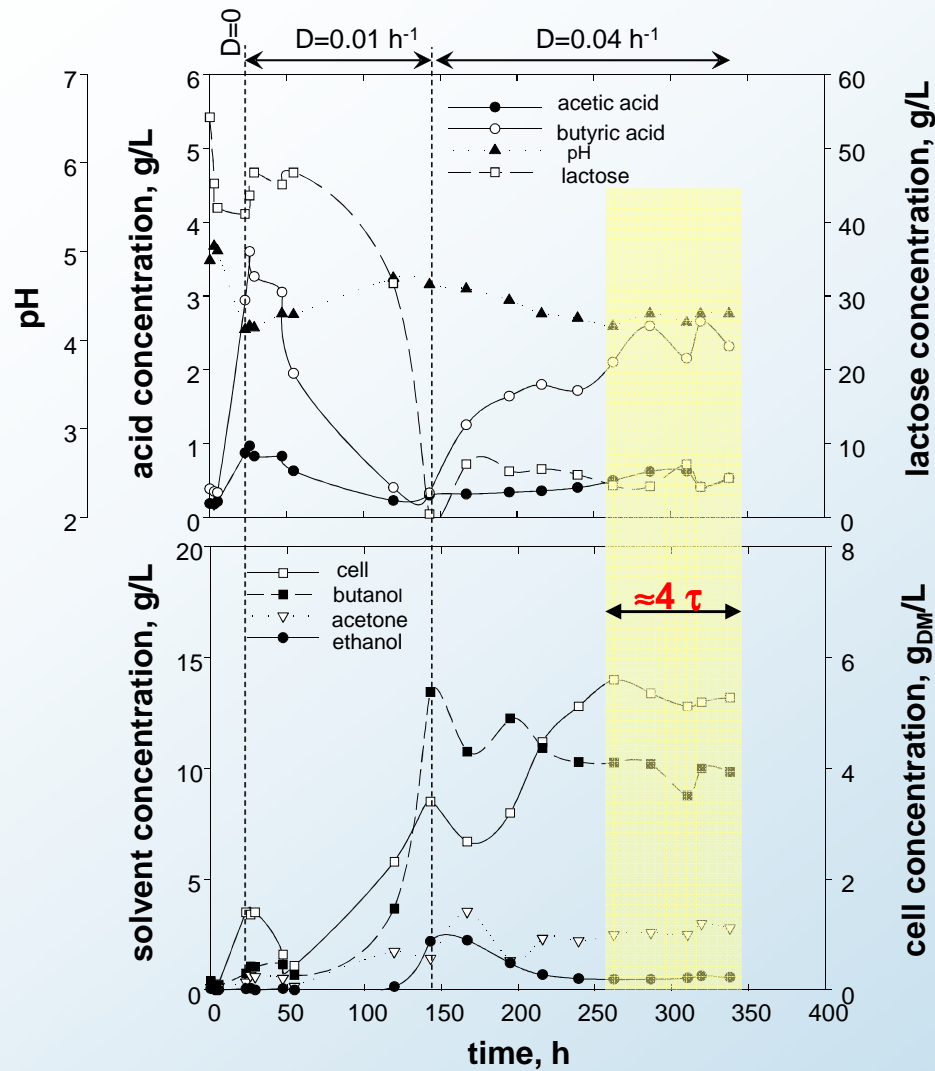 D=0
D=0.01 h-1
D=0.04 h-1
7
6
5
4
3
2
pH
6
5
4
3
2
1
0
acid concentration, g/L
acetic acid
butyric acid
pH
lactose
60
50
40
30
20
10
0
lactose concentration, g/L
20
15
10
5
0
solvent concentration, g/L
cell
butanol
acetone
ethanol
≈4 τ
8
6
4
2
0
cell concentration, gDM/L
0 50 100 150 200 250 300 350 400
time, h